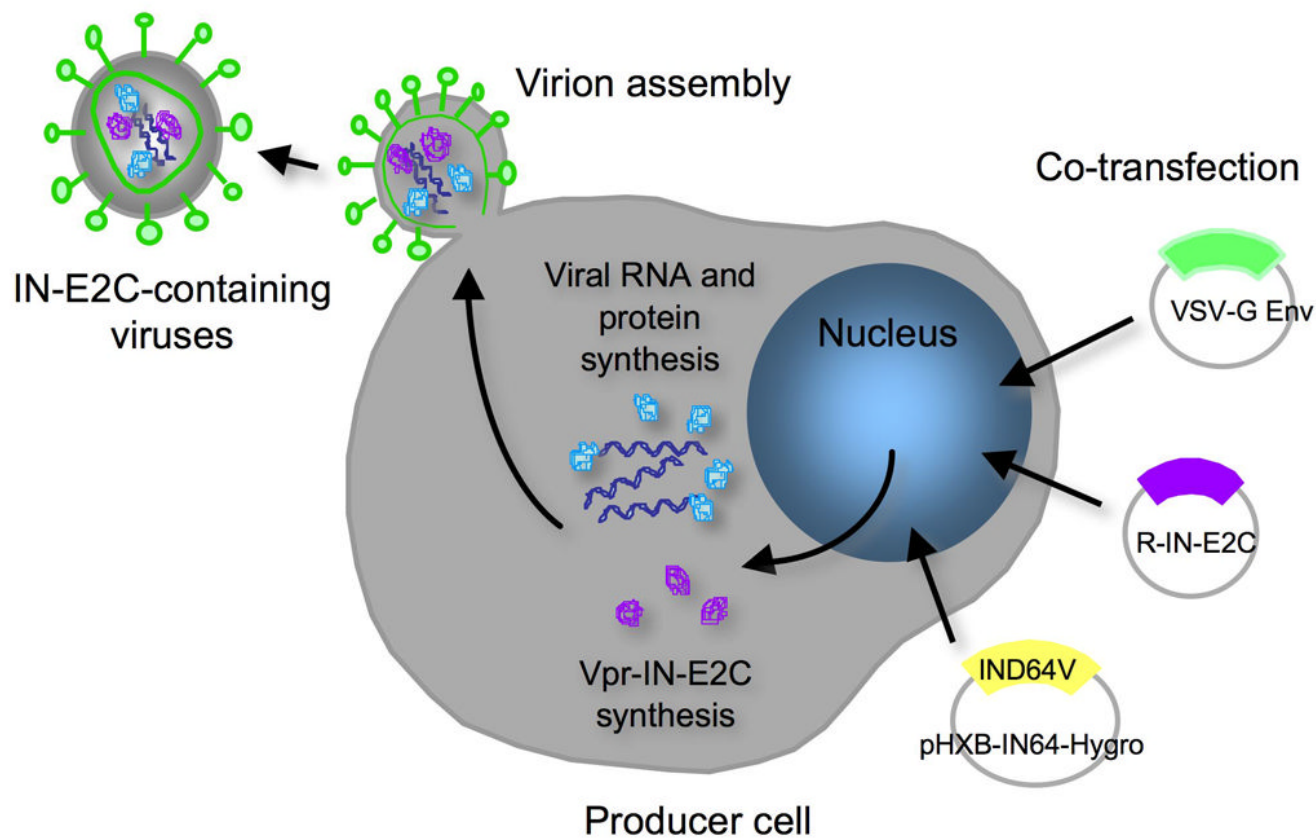 Virion assembly
Co-transfection
VSV-G Env
IN-E2C-containing
viruses
Viral RNA and
protein
synthesis
Nucleus
R-IN-E2C
Vpr-IN-E2C
synthesis
IND64V
pHXB-IN64-Hygro
Producer cell